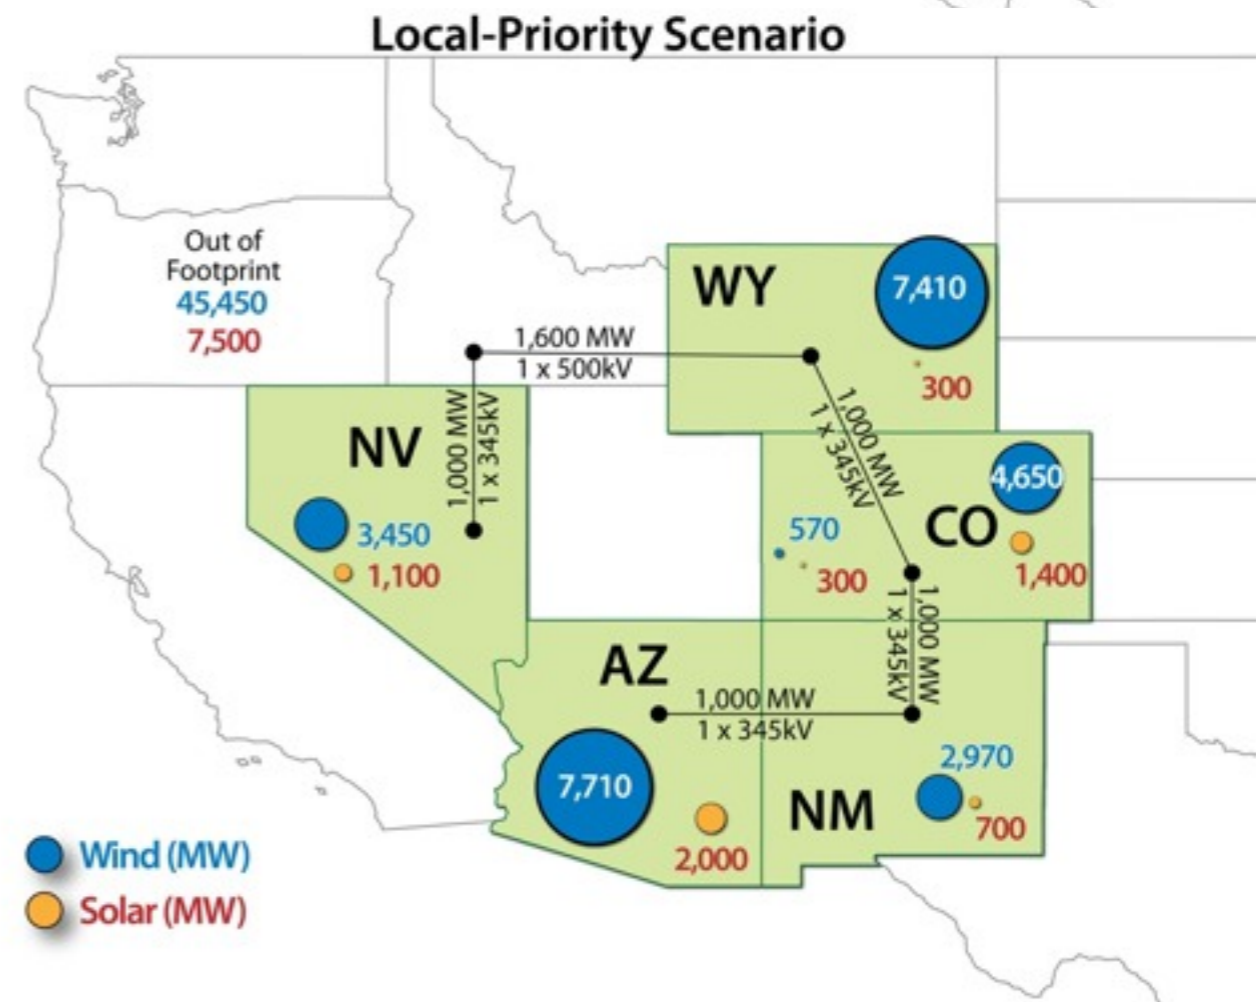 Local-Priority Scenario
Out of
Footprint
45,450
7,500
WY
7,410
300
1,600 MW
1 x 500kV
1,000 MW
1 x 345kV
1,000 MW
1 x 345kV
NV
3,450
1,100
4,650
CO
570
300
1,400
1,000 MW
1 x 345kV
AZ
1,000 MW
1 x 345kV
7,710
2,000
2,970
NM
700
Wind (MW)
Solar (MW)